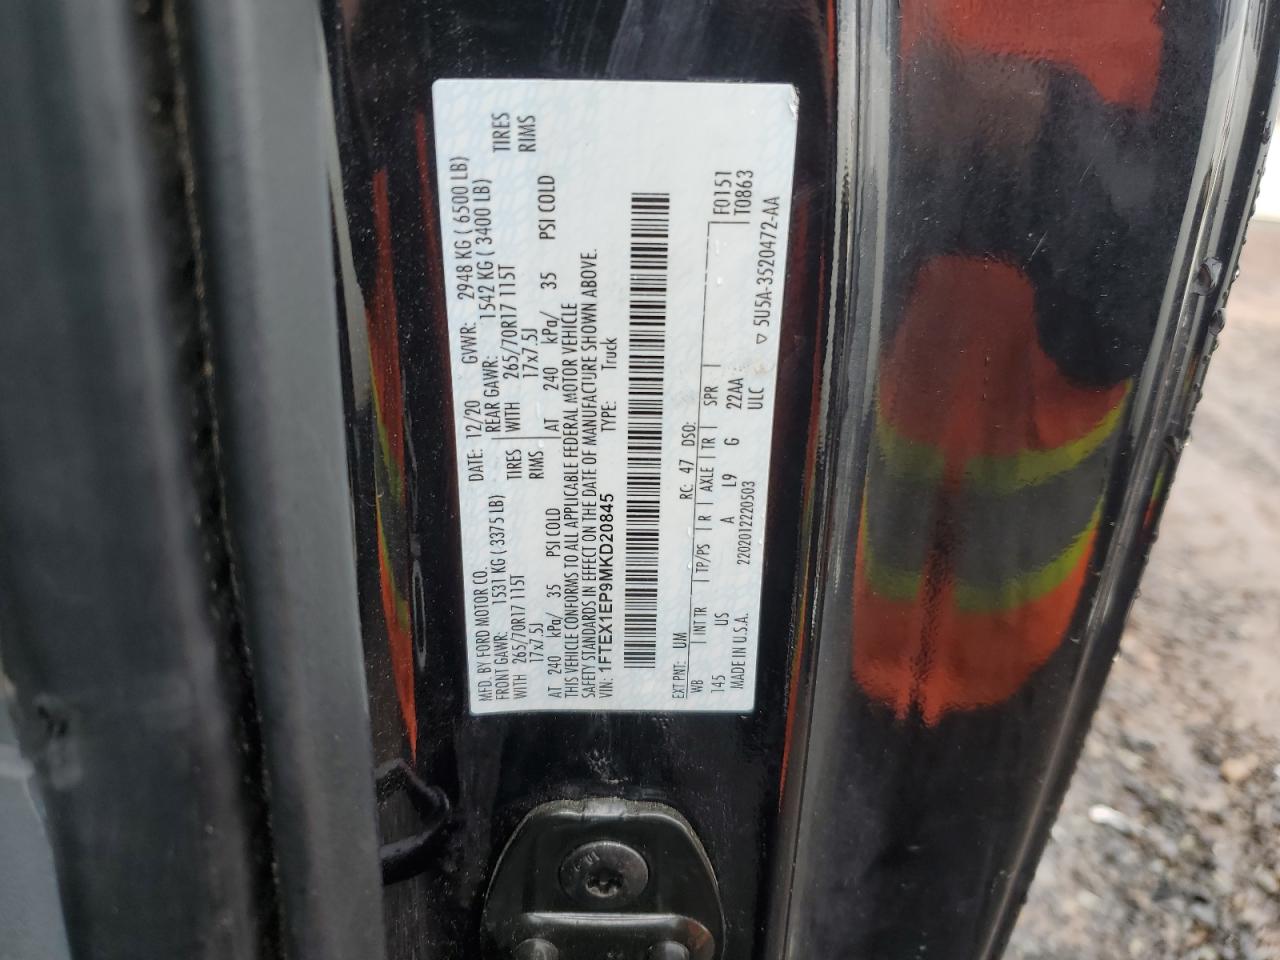 MFD. BY FORD MOTOR CO. DATE: 12/20 GVWR: 2948 KG ( 6500 LB)
FRONT GAWR: 1531 KG ( 3375 LB) REAR GAWR: 1542 KG ( 3400 LB)
WITH 265/70R17 115T TIRES WITH 265/70R17 115T TIRES
17x7.5J RIMS 17x7.5J RIMS
AT 240 kPa/ 35 PSI COLD AT 240 kPa/ 35 PSI COLD
THIS VEHICLE CONFORMS TO ALL APPLICABLE FEDERAL MOTOR VEHICLE
SAFETY STANDARDS IN EFFECT ON THE DATE OF MANUFACTURE SHOWN ABOVE.
VIN: 1FTEX1EP9MKD20845 TYPE: Truck
EXT PNT: UM RC: 47 DSO: F0151
WB INT TR TP/PS R AXLE TR SPR T0863
145 US A L9 G 22AA
MADE IN U.S.A. 2202012220503 ULC ▽ 5U5A-3520472-AA